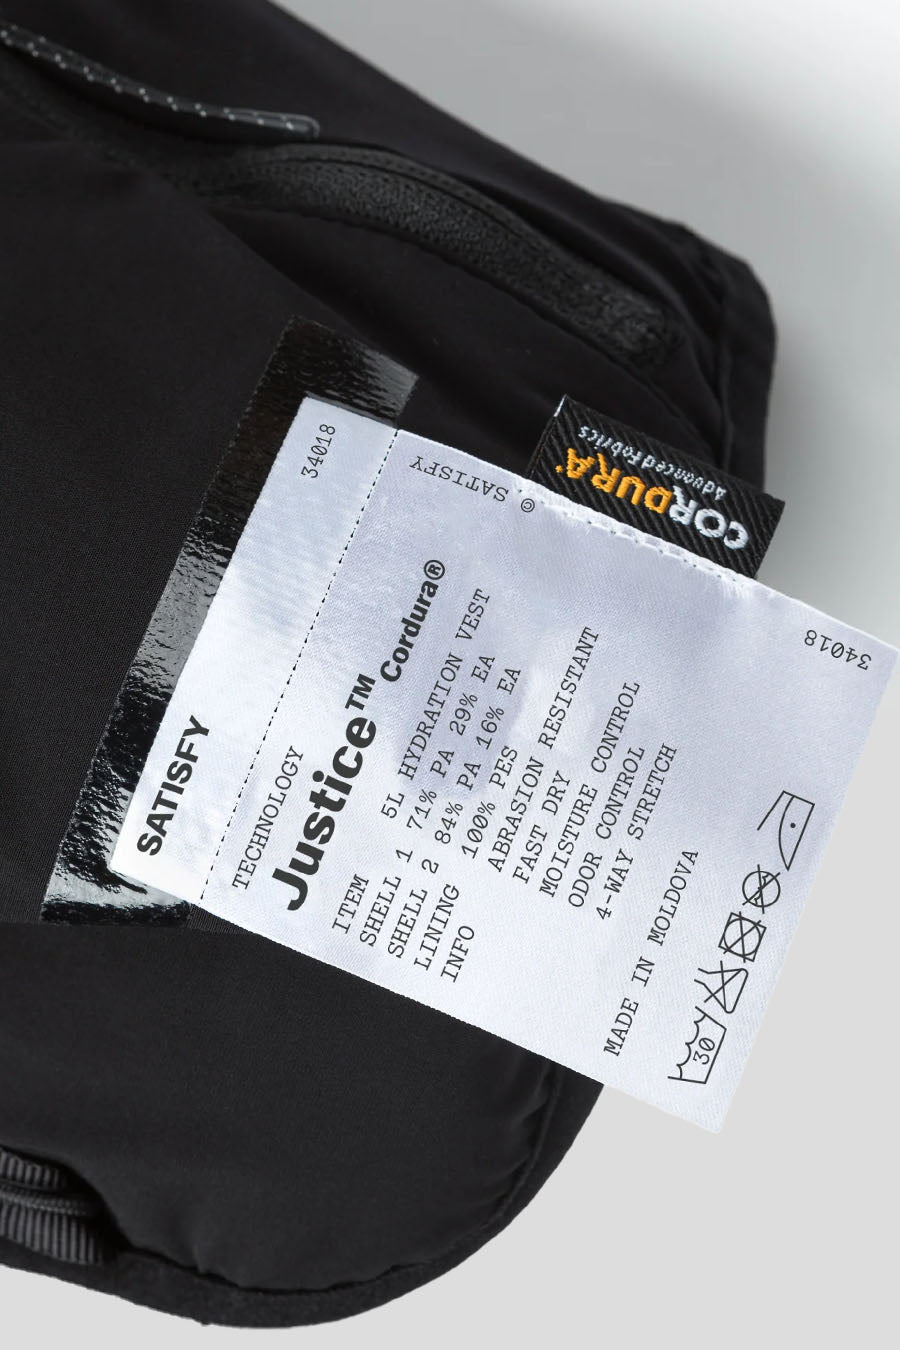 SATISFY
34018
TECHNOLOGY
Justice™ Cordura®
ITEM 5L HYDRATION VEST
SHELL 1 71% PA 29% EA
SHELL 2 84% PA 16% EA
LINING 100% PES
INFO ABRASION RESISTANT
FAST DRY
MOISTURE CONTROL
ODOR CONTROL
4-WAY STRETCH
MADE IN MOLDOVA
30
© SATISFY
34018
CORDURA
Advanced Fabrics